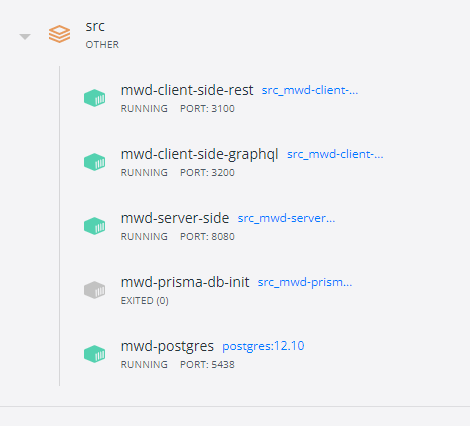 src
OTHER
mwd-client-side-rest src_mwd-client-...
RUNNING PORT: 3100
mwd-client-side-graphql src_mwd-client-...
RUNNING PORT: 3200
mwd-server-side src_mwd-server...
RUNNING PORT: 8080
mwd-prisma-db-init src_mwd-prism...
EXITED (0)
mwd-postgres postgres:12.10
RUNNING PORT: 5438